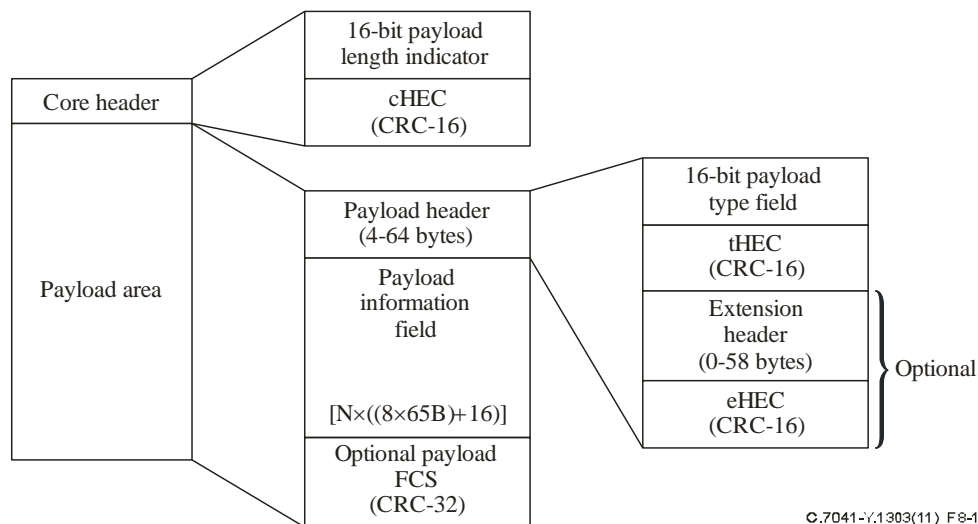 16-bit payload
length indicator
cHEC
(CRC-16)
Core header
Payload area
Payload header
(4-64 bytes)
Payload
information
field
[N×((8×65B)+16)]
Optional payload
FCS
(CRC-32)
16-bit payload
type field
tHEC
(CRC-16)
Extension
header
(0-58 bytes)
eHEC
(CRC-16)
Optional
G.7041-Y.1303(11)_F8-1